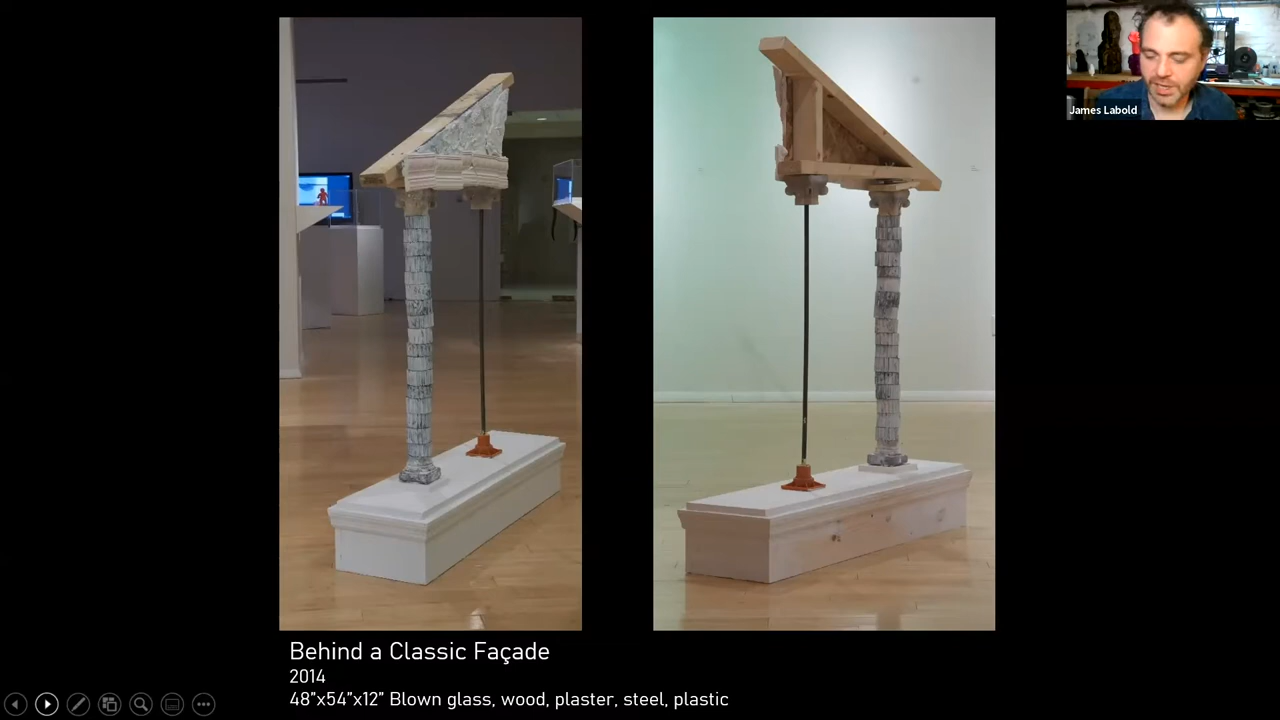 James Labold
Behind a Classic Façade
2014
48”x54”x12” Blown glass, wood, plaster, steel, plastic